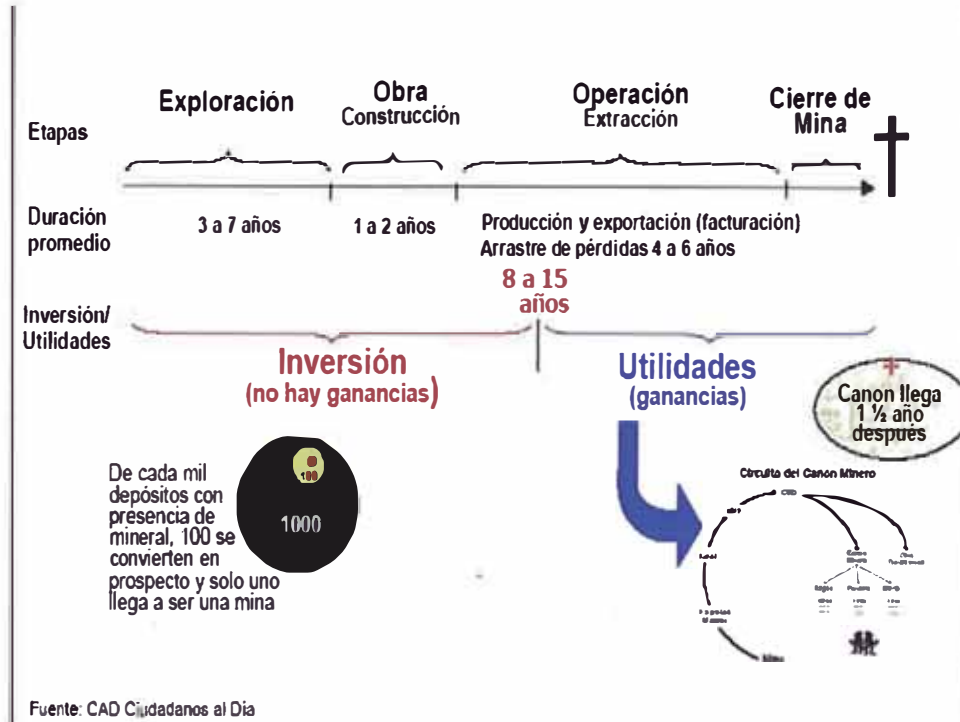 Etapas
Exploración
Obra
Construcción
Operación
Extracción
Cierre de
Mina
Duración
promedio
3 a 7 años
1 a 2 años
Producción y exportación (facturación)
Arrastre de pérdidas 4 a 6 años
8 a 15
años
Inversión/
Utilidades
Inversión
(no hay ganancias)
Utilidades
(ganancias)
Canon llega
1 ½ año
después
De cada mil
depósitos con
presencia de
mineral, 100 se
convierten en
prospecto y solo uno
llega a ser una mina
1000
Circuito del Canon Minero
Fuente: CAD Ciudadanos al Dia